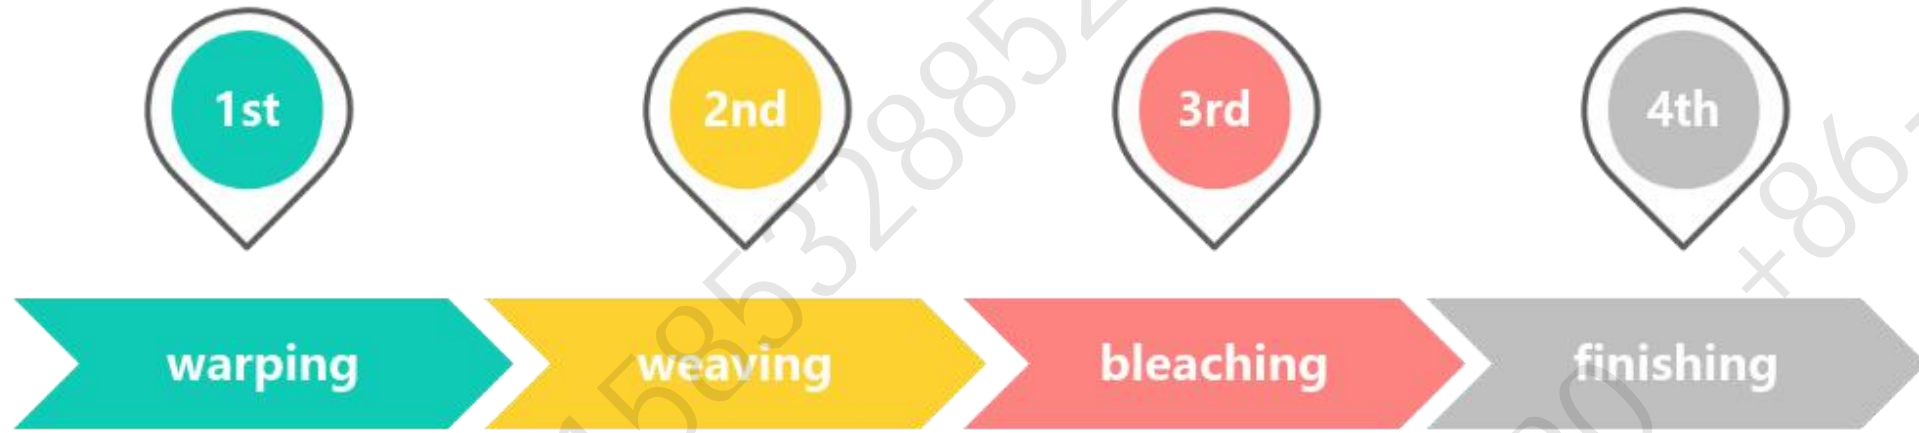 1st
2nd
3rd
4th
warping
weaving
bleaching
finishing